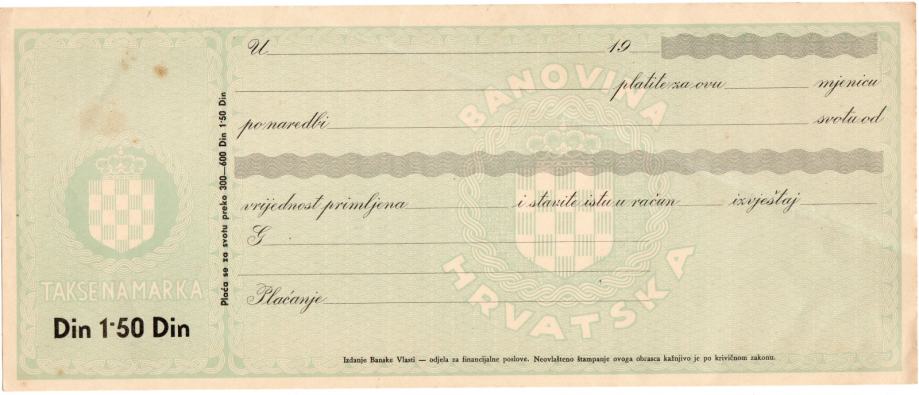 U 19
platite za ovu mjenicu
po naredbi svotu od
vrijednost primljena i stavite istu u račun izvještaj
G
Plaćanje
BANOVINA
HRVATSKA
Plaća se za svotu preko 300—600 Din 1·50 Din
TAKSENA MARKA
Din 1·50 Din
Izdanje Banske Vlasti — odjela za financijalne poslove. Neovlašteno štampanje ovoga obrasca kažnjivo je po krivičnom zakonu.